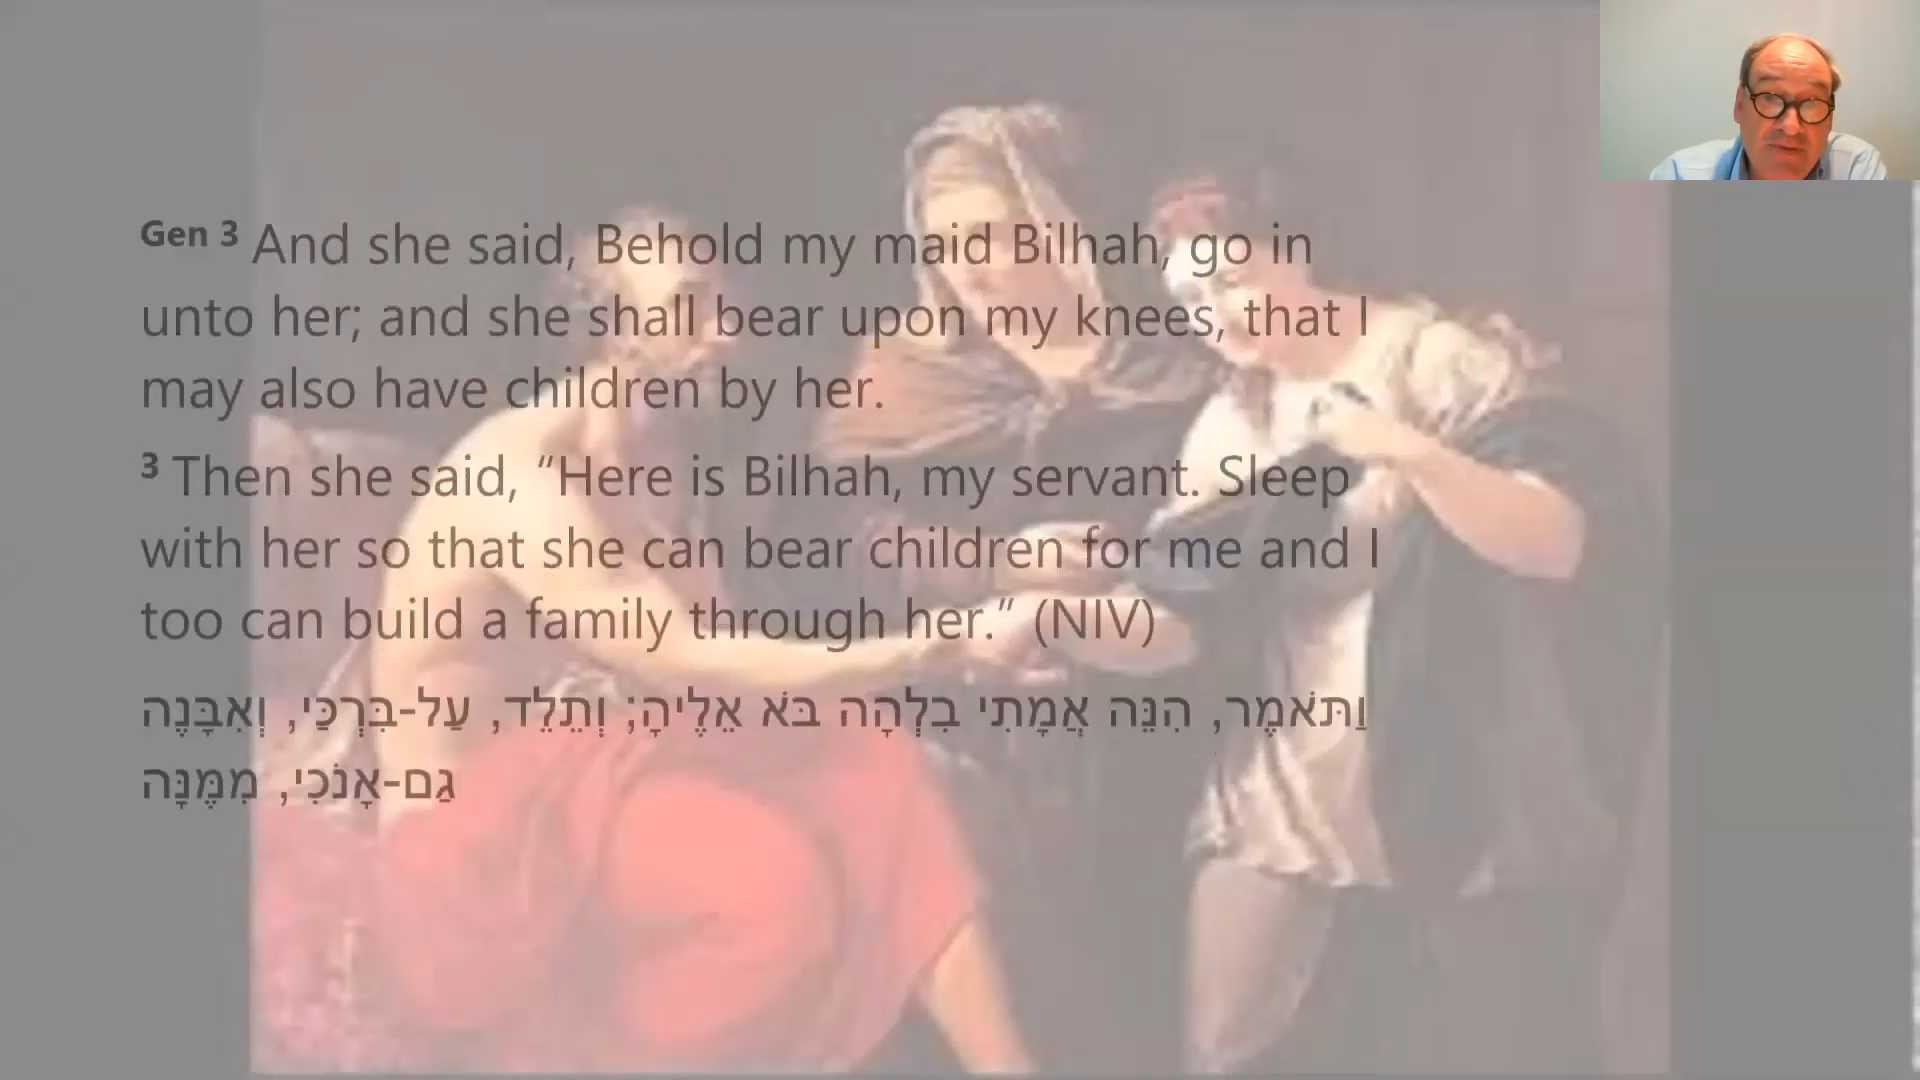 Gen 3 And she said, Behold my maid Bilhah, go in
unto her; and she shall bear upon my knees, that I
may also have children by her.
3 Then she said, “Here is Bilhah, my servant. Sleep
with her so that she can bear children for me and I
too can build a family through her.” (NIV)
וַתֹּאמֶר, הִנֵּה אֲמָתִי בִלְהָה בֹּא אֵלֶיהָ; וְתֵלֵד, עַל-בִּרְכַּי, וְאִבָּנֶה
גַם-אָנֹכִי, מִמֶּנָּה